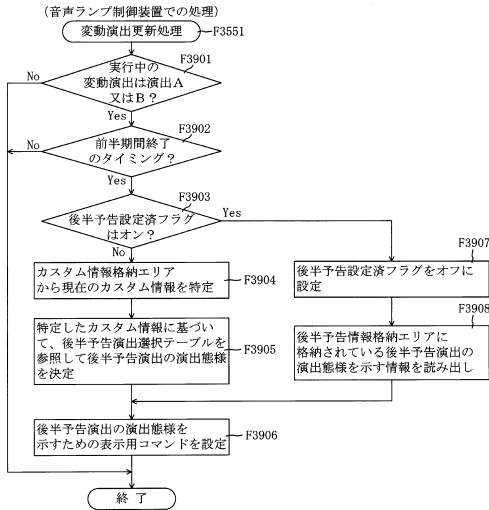 (音声ランプ制御装置での処理)
変動演出更新処理
F3551
F3901
実行中の
変動演出は演出A
又はB?
No
Yes
F3902
前半期間終了
のタイミング?
No
Yes
F3903
後半予告設定済フラグ
はオン?
Yes
No
カスタム情報格納エリア
から現在のカスタム情報を特定
F3904
特定したカスタム情報に基づい
て、後半予告演出選択テーブルを
参照して後半予告演出の演出態様
を決定
F3905
F3907
後半予告設定済フラグをオフに
設定
F3908
後半予告情報格納エリアに
格納されている後半予告演出の
演出態様を示す情報を読み出し
後半予告演出の演出態様を
示すための表示用コマンドを設定
F3906
終了